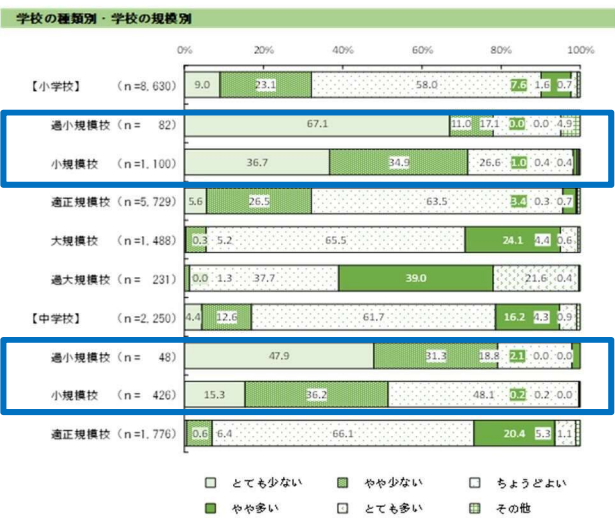 学校の種類別・学校の規模別
0% 20% 40% 60% 80% 100%
【小学校】 (n=8,630) 9.0 23.1 58.0 7.6 1.6 0.7
過小規模校 (n= 82) 67.1 11.0 17.1 0.0 0.0 4.9
小規模校 (n=1,100) 36.7 34.9 26.6 1.0 0.4 0.4
適正規模校 (n=5,729) 5.6 26.5 63.5 3.4 0.3 0.7
大規模校 (n=1,488) 0.3 5.2 65.5 24.1 4.4 0.6
過大規模校 (n= 231) 0.0 1.3 37.7 39.0 21.6 0.4
【中学校】 (n=2,250) 4.4 12.6 61.7 16.2 4.3 0.9
過小規模校 (n= 48) 47.9 31.3 18.8 2.1 0.0 0.0
小規模校 (n= 426) 15.3 36.2 48.1 0.2 0.2 0.0
適正規模校 (n=1,776) 0.6 6.4 66.1 20.4 5.3 1.1
とても少ない やや少ない ちょうどよい
やや多い とても多い その他